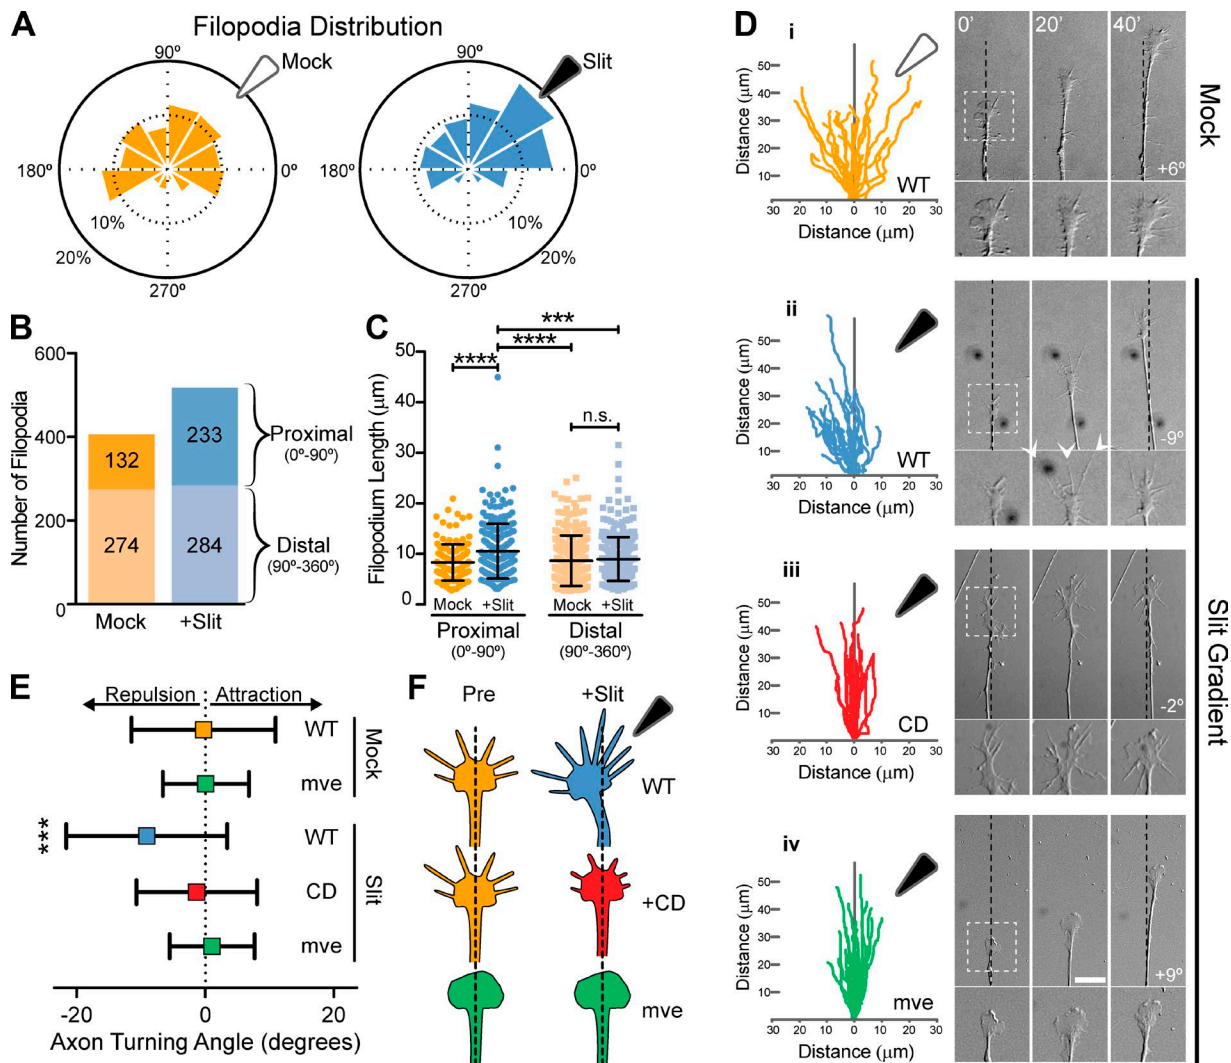 A
Filopodia Distribution
90º
Mock
180º
0º
10%
20%
270º
90º
Slit
180º
0º
10%
20%
270º
B
Number of Filopodia
600
400
200
0
132
274
233
284
Proximal
(0º-90º)
Distal
(90º-360º)
Mock
+Slit
C
Filopodium Length (μm)
50
40
30
20
10
0
***
****
****
n.s.
Mock
+Slit
Mock
+Slit
Proximal
(0º-90º)
Distal
(90º-360º)
D
i
Distance (μm)
50
40
30
20
10
WT
30
20
10
0
10
20
30
Distance (μm)
0’
20’
40’
+6º
Mock
ii
Distance (μm)
50
40
30
20
10
WT
30
20
10
0
10
20
30
Distance (μm)
-9º
iii
Distance (μm)
50
40
30
20
10
CD
30
20
10
0
10
20
30
Distance (μm)
-2º
iv
Distance (μm)
50
40
30
20
10
mve
30
20
10
0
10
20
30
Distance (μm)
+9º
Slit Gradient
E
Repulsion
Attraction
WT
mve
Mock
***
WT
CD
mve
Slit
-20
0
20
Axon Turning Angle (degrees)
F
Pre
+Slit
WT
+CD
mve